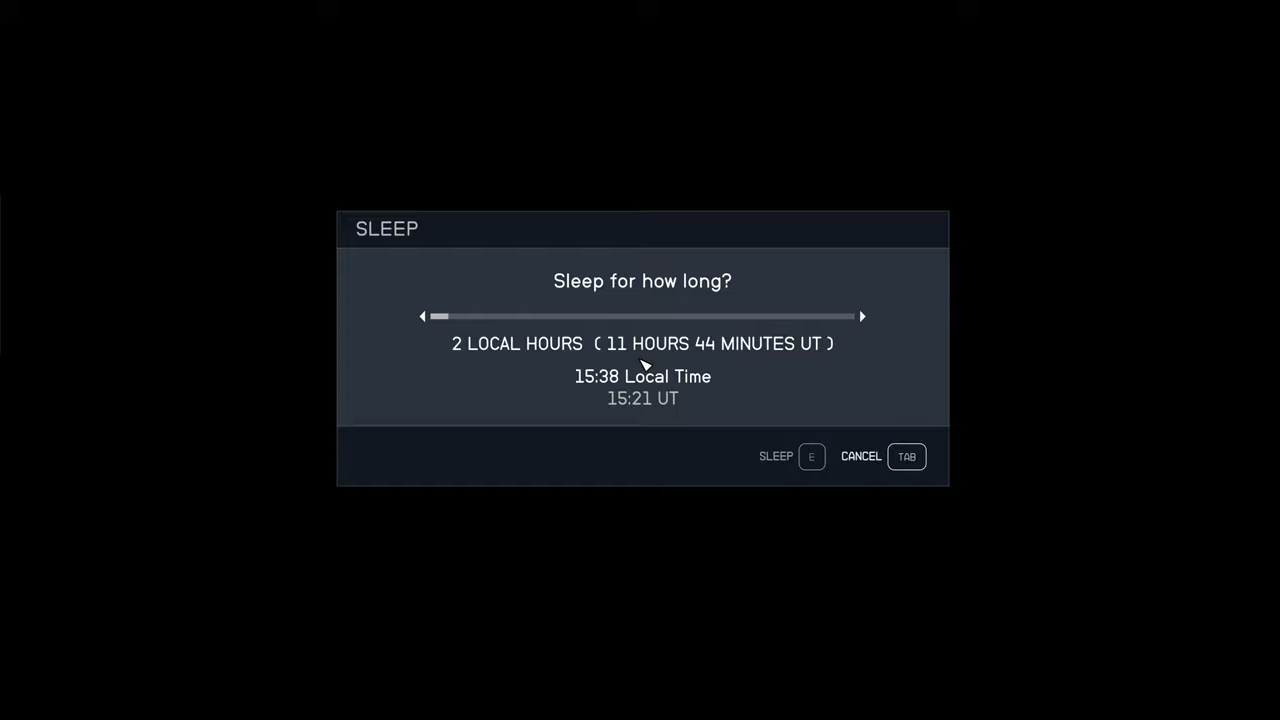 SLEEP
Sleep for how long?
2 LOCAL HOURS ( 11 HOURS 44 MINUTES UT )
15:38 Local Time
15:21 UT
SLEEP E CANCEL TAB